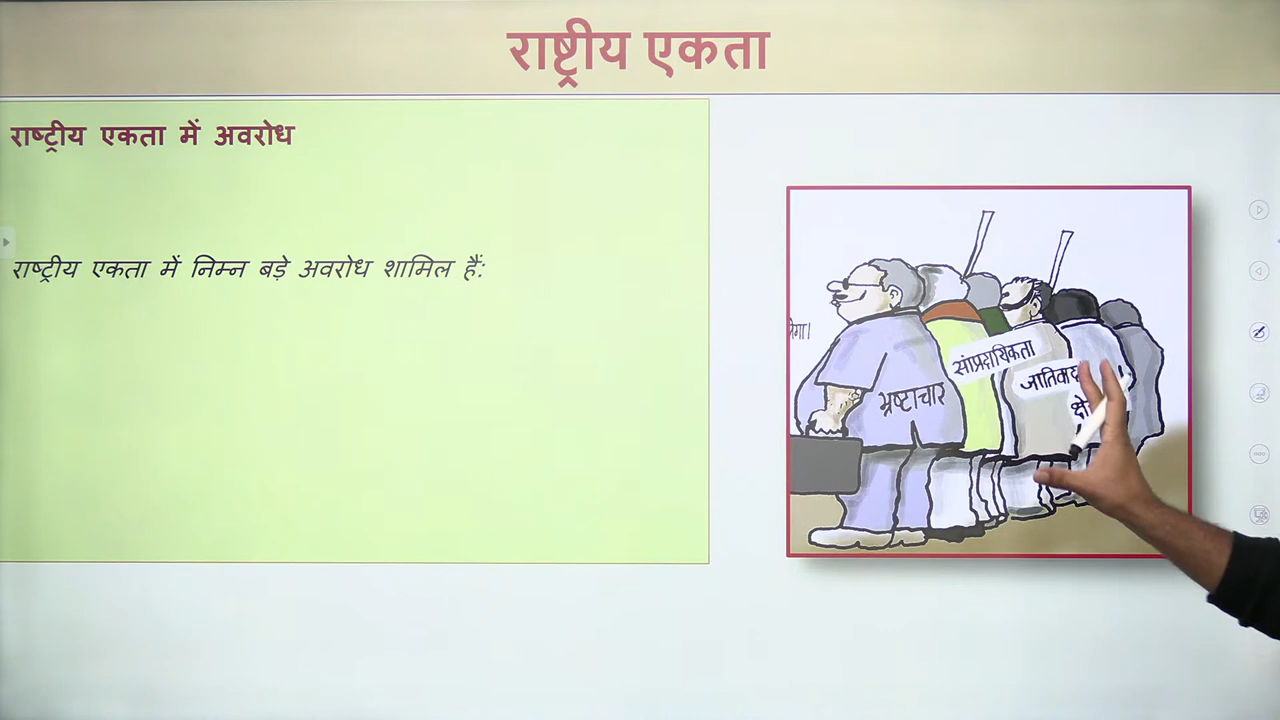 राष्ट्रीय एकता
राष्ट्रीय एकता में अवरोध
राष्ट्रीय एकता में निम्न बड़े अवरोध शामिल हैं:
भ्रष्टाचार
सांप्रदायिकता